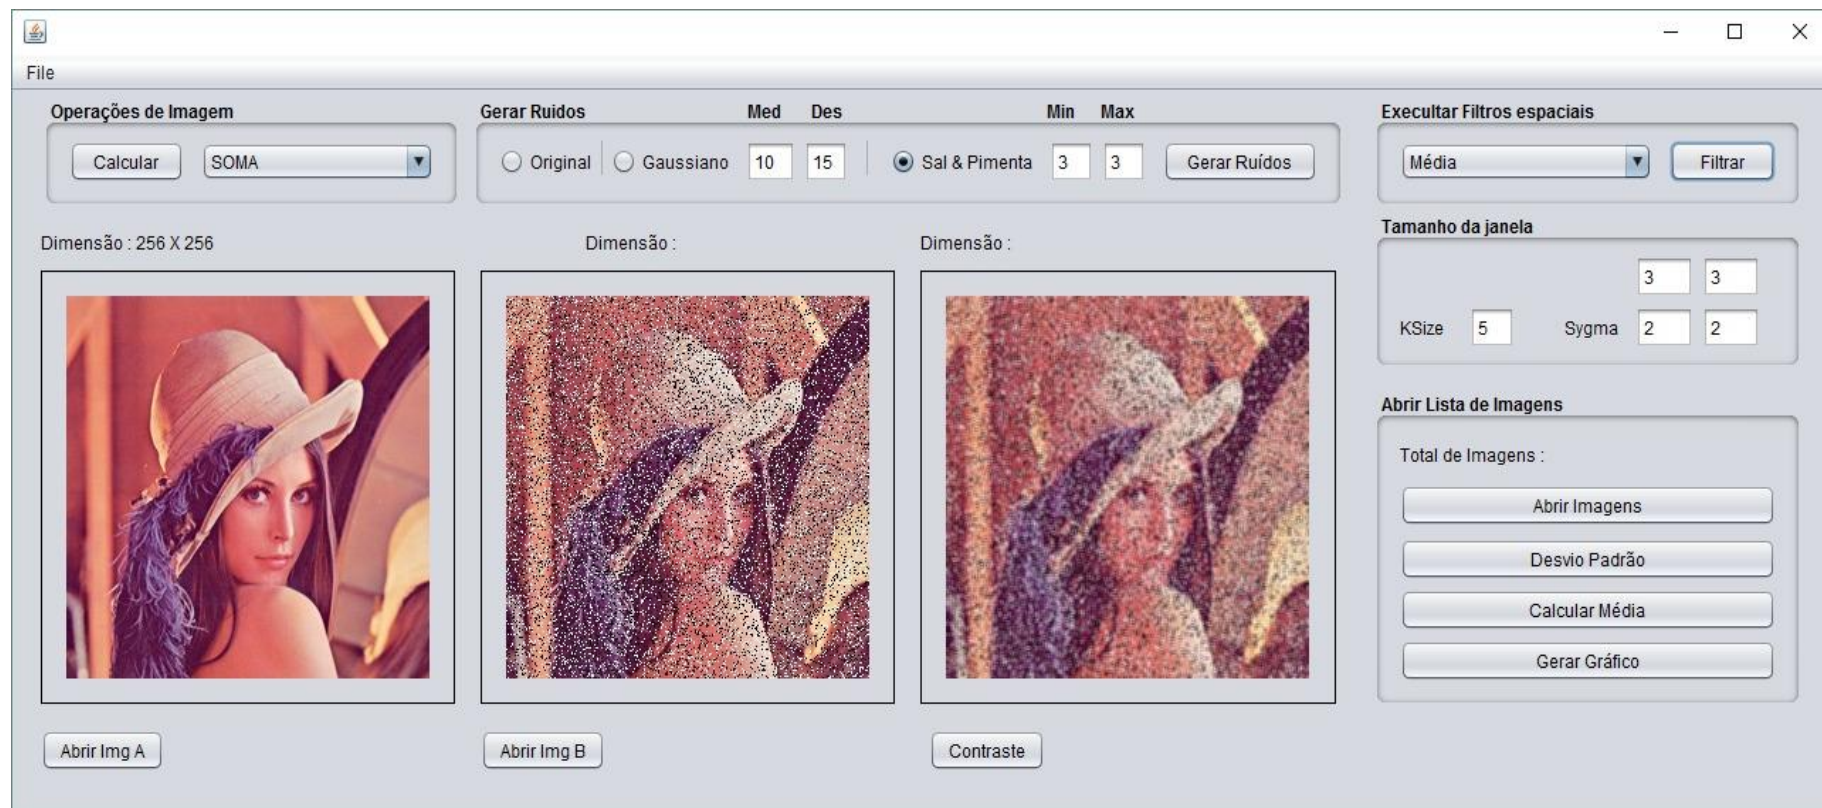 File
Operações de Imagem
Calcular SOMA
Gerar Ruidos Med Des Min Max
Original Gaussiano 10 15 Sal & Pimenta 3 3 Gerar Ruídos
Execultar Filtros espaciais
Média Filtrar
Dimensão : 256 X 256
Dimensão :
Dimensão :
Tamanho da janela
3 3
KSize 5 Sygma 2 2
Abrir Lista de Imagens
Total de Imagens :
Abrir Imagens
Desvio Padrão
Calcular Média
Gerar Gráfico
Abrir Img A
Abrir Img B
Contraste